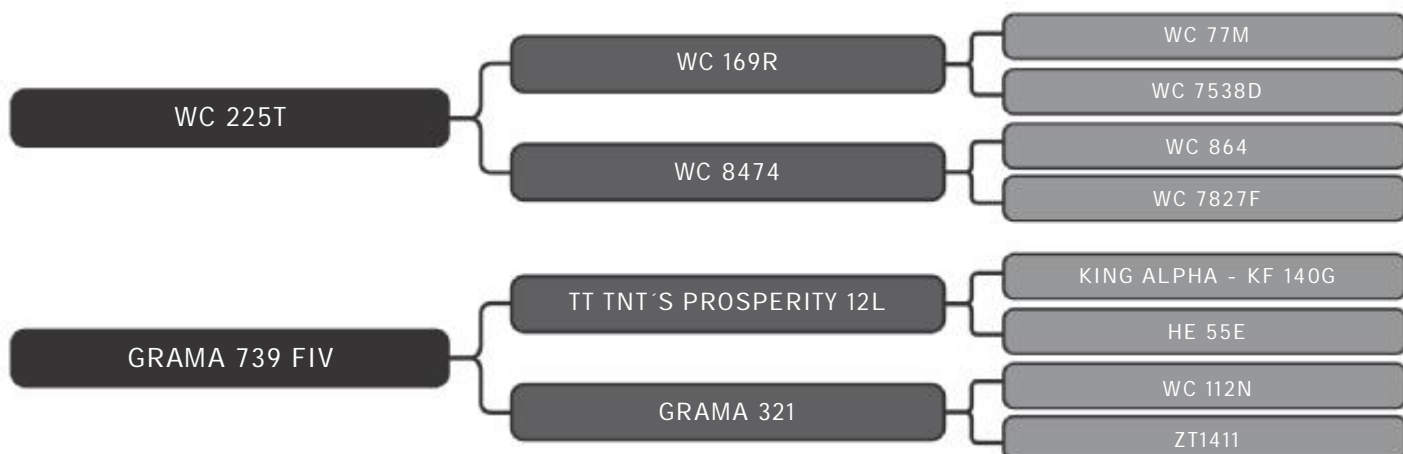 WC 225T
WC 169R
WC 77M
WC 7538D
WC 8474
WC 864
WC 7827F
GRAMA 739 FIV
TT TNT´S PROSPERITY 12L
KING ALPHA - KF 140G
HE 55E
GRAMA 321
WC 112N
ZT1411